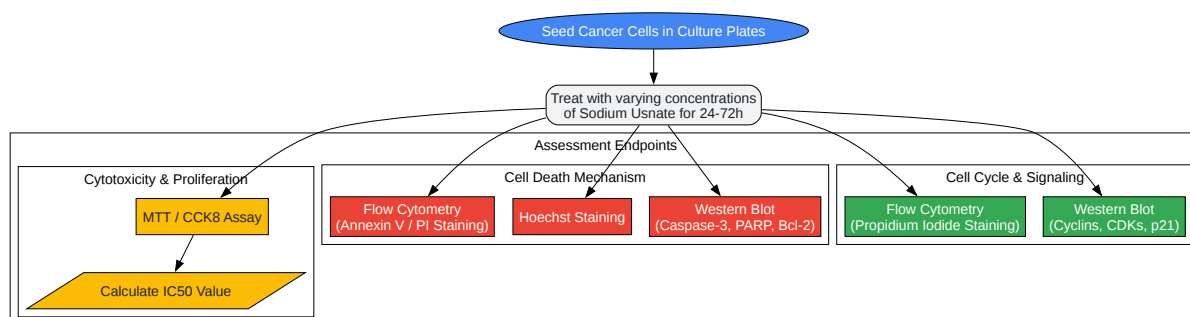 Seed Cancer Cells in Culture Plates
Treat with varying concentrations
of Sodium Usnate for 24-72h
Assessment Endpoints
Cytotoxicity & Proliferation
MTT / CCK8 Assay
Calculate IC50 Value
Cell Death Mechanism
Flow Cytometry
(Annexin V / PI Staining)
Hoechst Staining
Western Blot
(Caspase-3, PARP, Bcl-2)
Cell Cycle & Signaling
Flow Cytometry
(Propidium Iodide Staining)
Western Blot
(Cyclins, CDKs, p21)